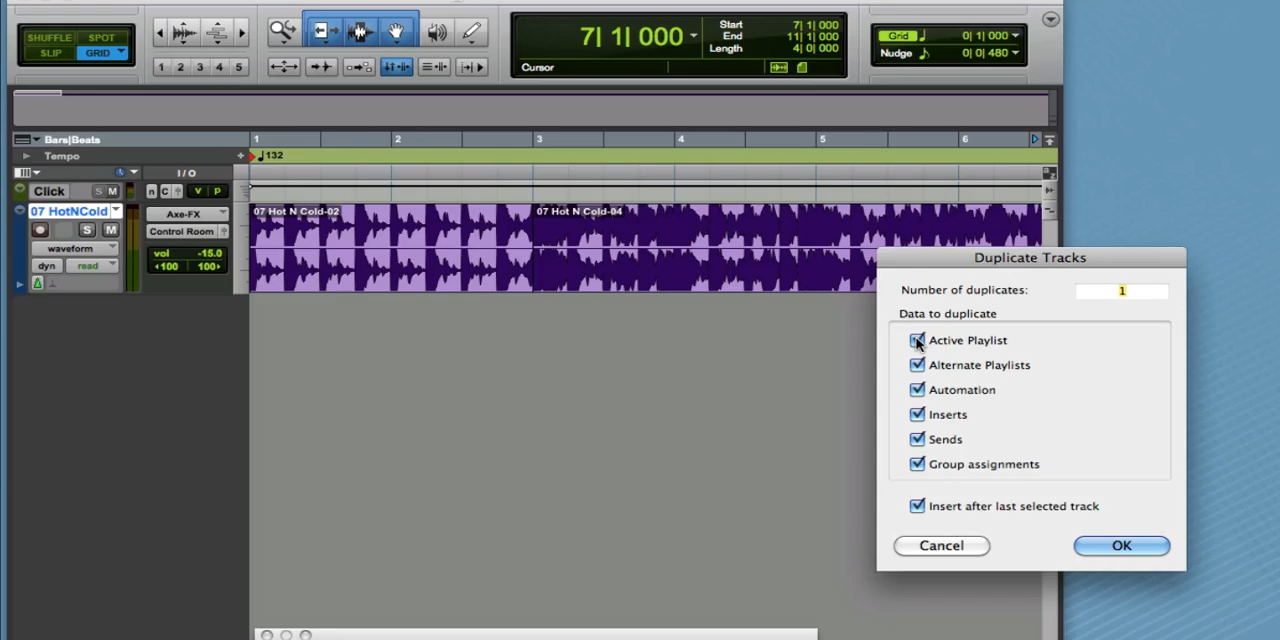 SHUFFLE SPOT
SLIP GRID
1 2 3 4 5
7| 1| 000
Start 7| 1| 000
End 11| 1| 000
Length 4| 0| 000
Cursor
Grid 0| 1| 000
Nudge 0| 0| 480
Bars|Beats 1 2 3 4 5 6
Tempo 132
I/O
Click S M n C V P
07 HotNCold Axe-FX
S M Control Room
waveform vol -15.0
dyn read 100 100
07 Hot N Cold-02 07 Hot N Cold-04
Duplicate Tracks
Number of duplicates: 1
Data to duplicate
Active Playlist
Alternate Playlists
Automation
Inserts
Sends
Group assignments
Insert after last selected track
Cancel OK